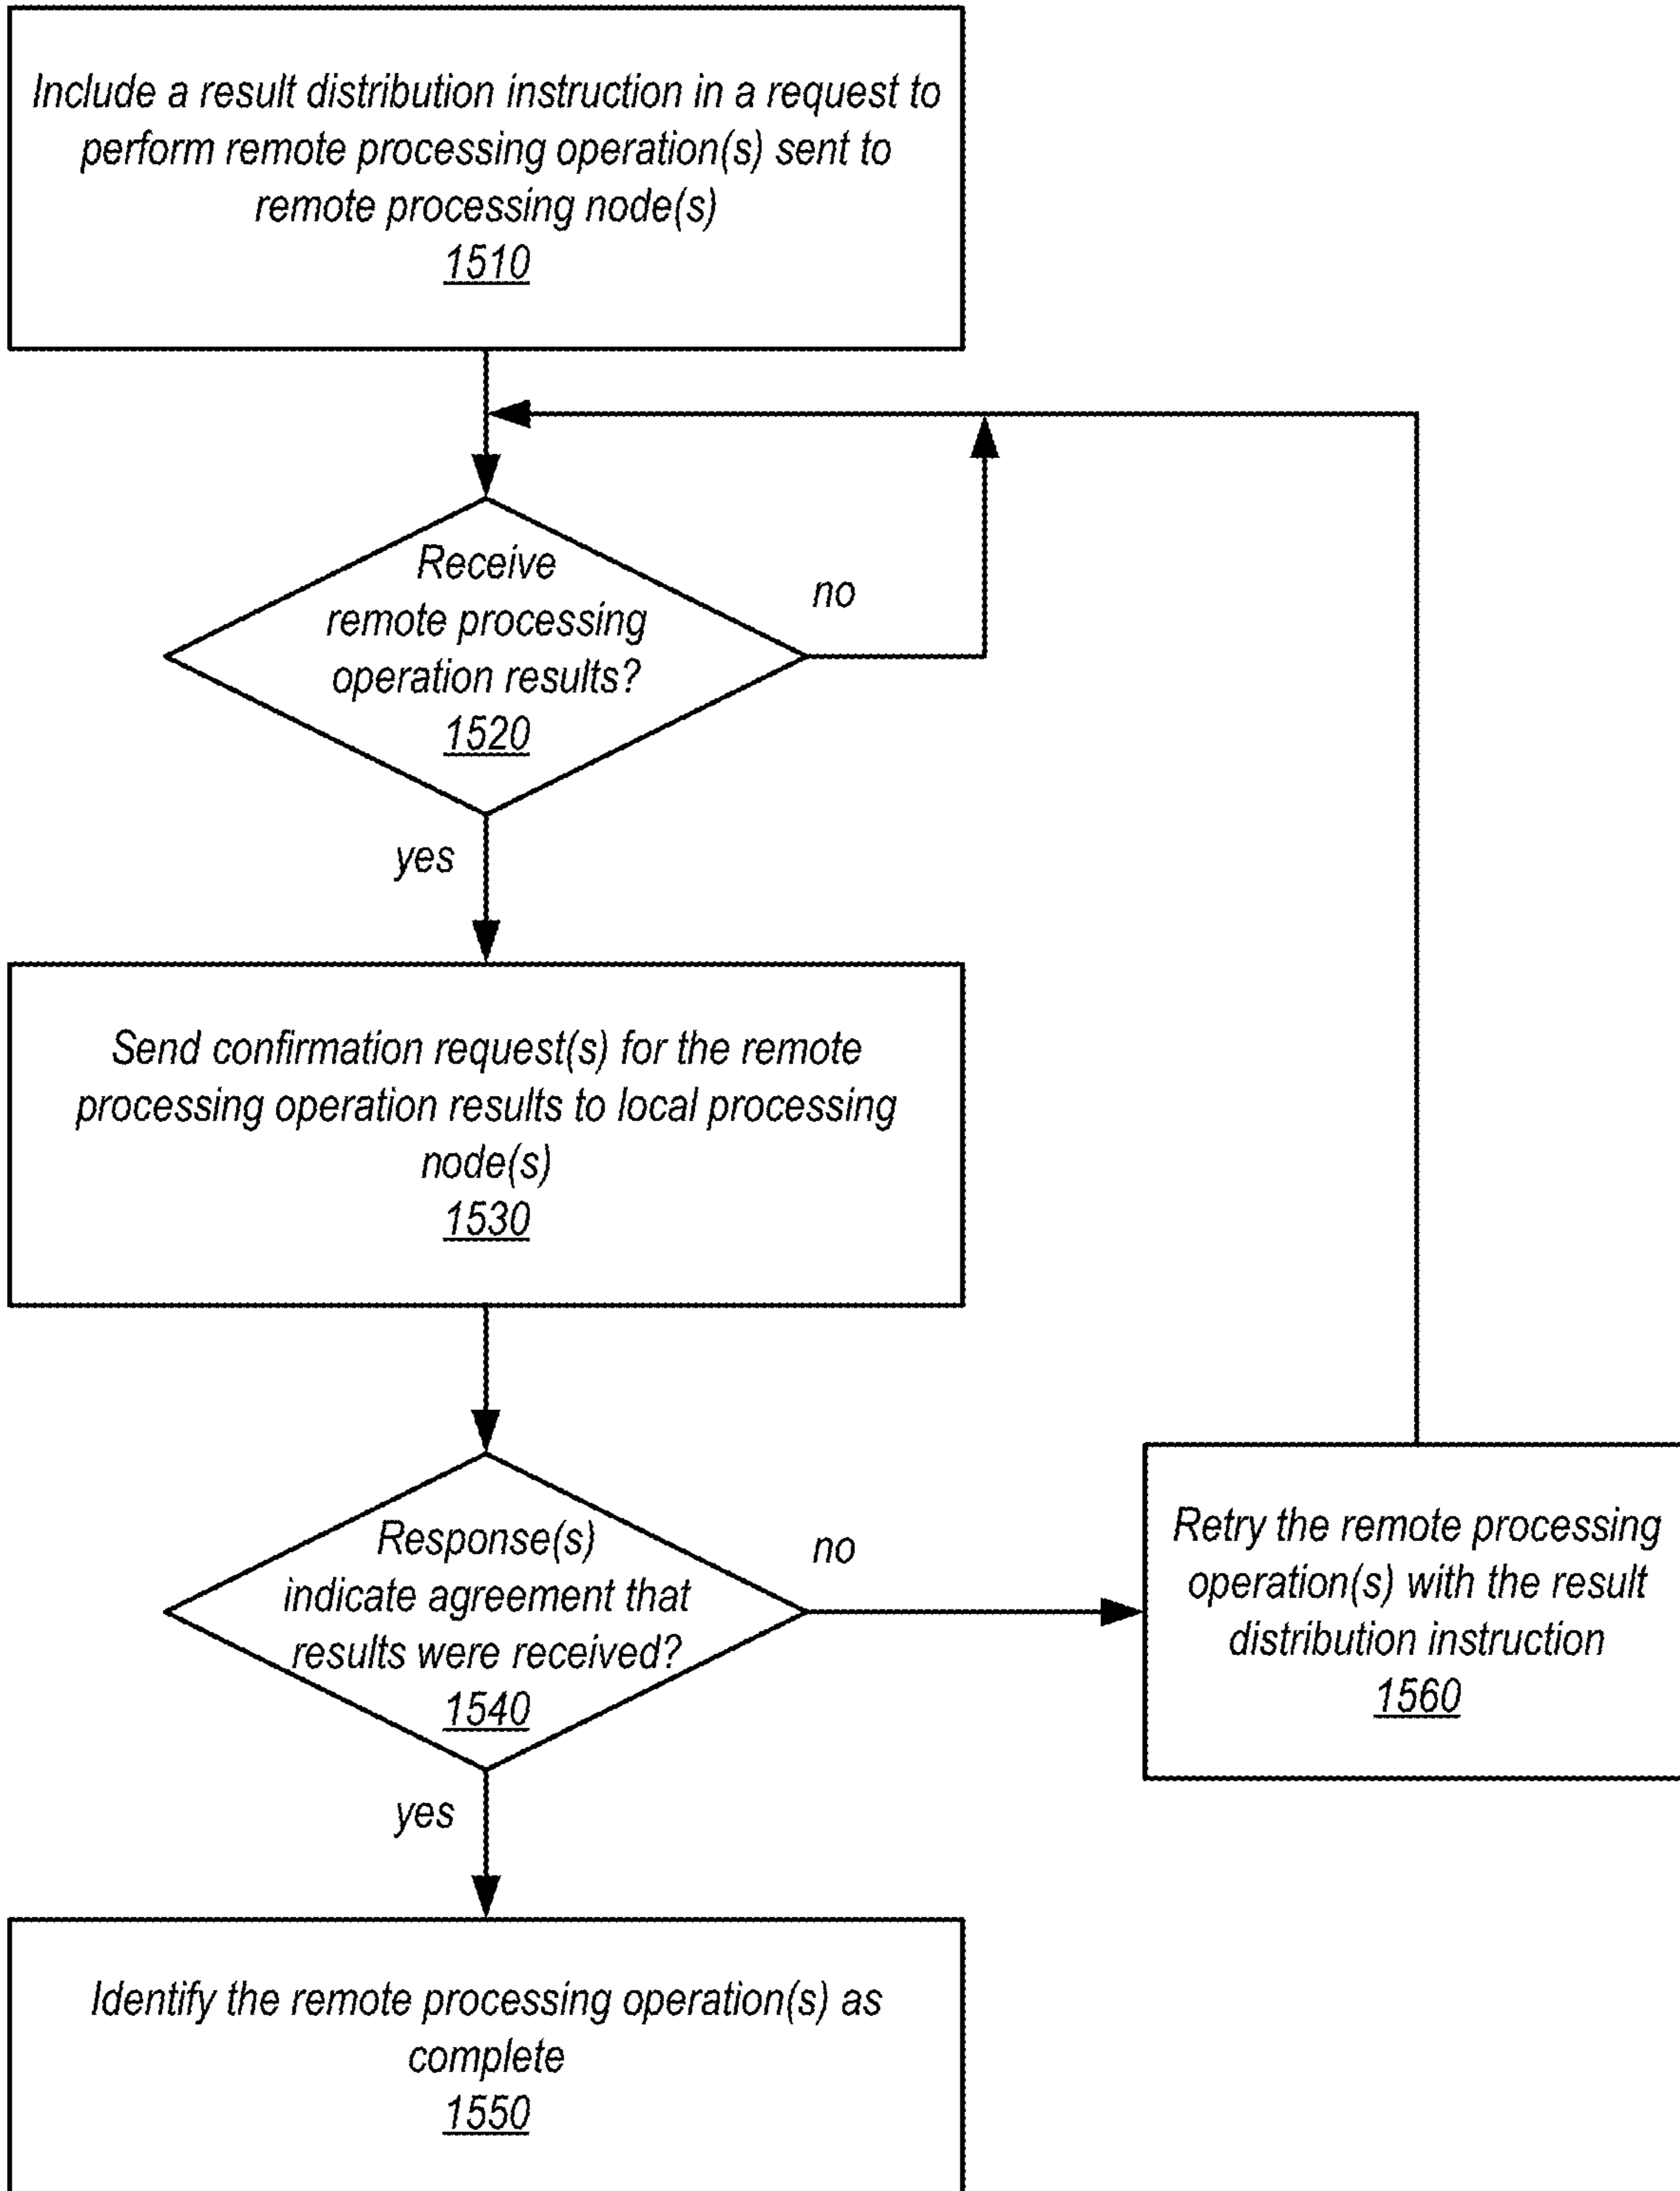 Include a result distribution instruction in a request to
perform remote processing operation(s) sent to
remote processing node(s)
1510
Receive
remote processing
operation results?
1520
no
yes
Send confirmation request(s) for the remote
processing operation results to local processing
node(s)
1530
Response(s)
indicate agreement that
results were received?
1540
no
Retry the remote processing
operation(s) with the result
distribution instruction
1560
yes
Identify the remote processing operation(s) as
complete
1550